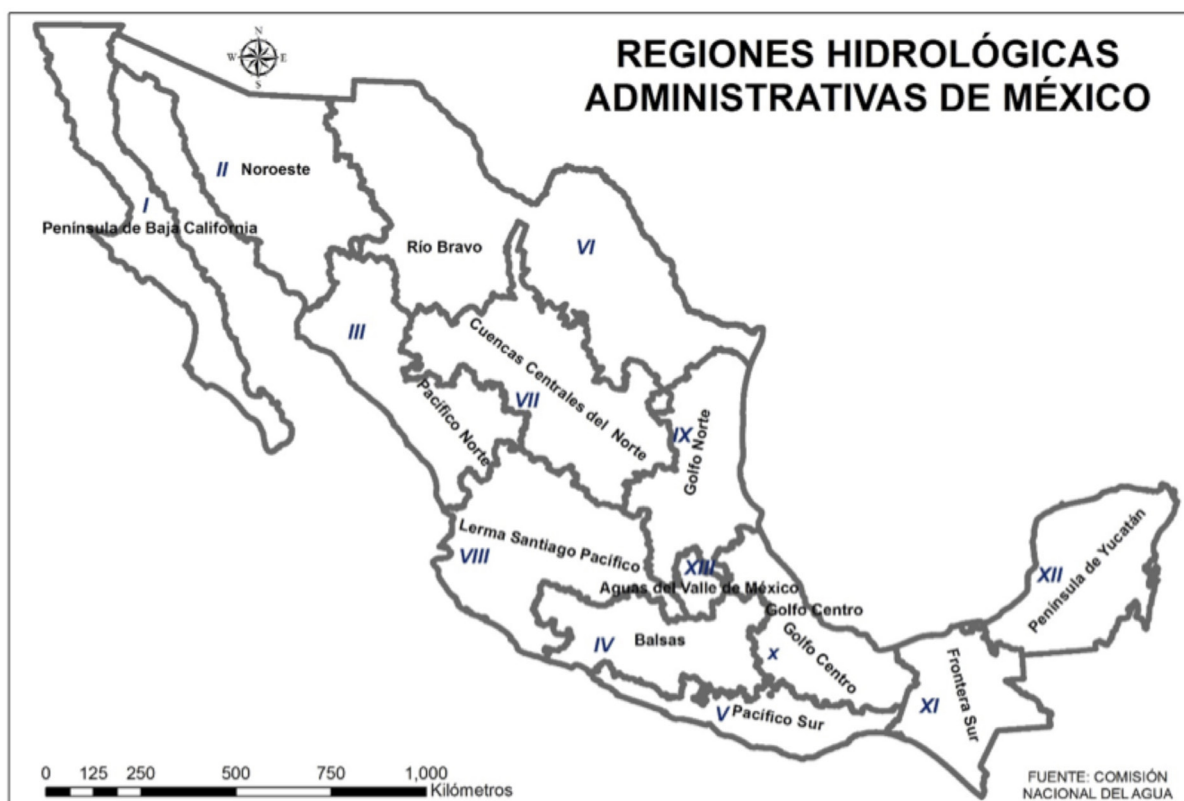 REGIONES HIDROLÓGICAS
ADMINISTRATIVAS DE MÉXICO
N
W
E
S
II Noroeste
I
Península de Baja California
Río Bravo
VI
III
Cuencas Centrales del Norte
VII
Pacífico Norte
IX
Golfo Norte
Lerma Santiago Pacífico
VIII
XIII
Aguas del Valle de México
Golfo Centro
XII
Península de Yucatán
IV
Balsas
x
Golfo Centro
V
Pacífico Sur
XI
Frontera Sur
0 125 250 500 750 1,000
Kilómetros
FUENTE: COMISIÓN
NACIONAL DEL AGUA